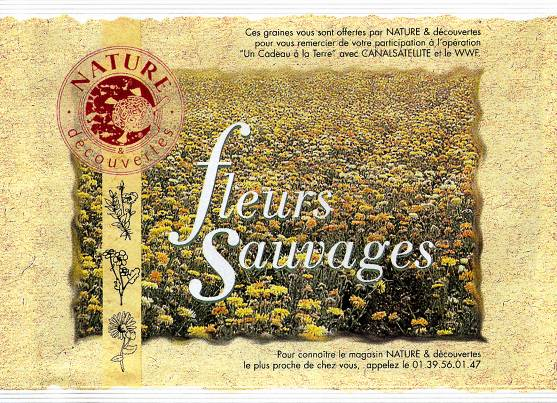 Ces graines vous sont offertes par NATURE & découvertes
pour vous remercier de votre participation à l'opération
"Un Cadeau à la Terre" avec CANALSATELLITE et le WWF.
NATURE
&
découvertes
fleurs
Sauvages
Pour connaître le magasin NATURE & découvertes
le plus proche de chez vous, appelez le 01.39.56.01.47